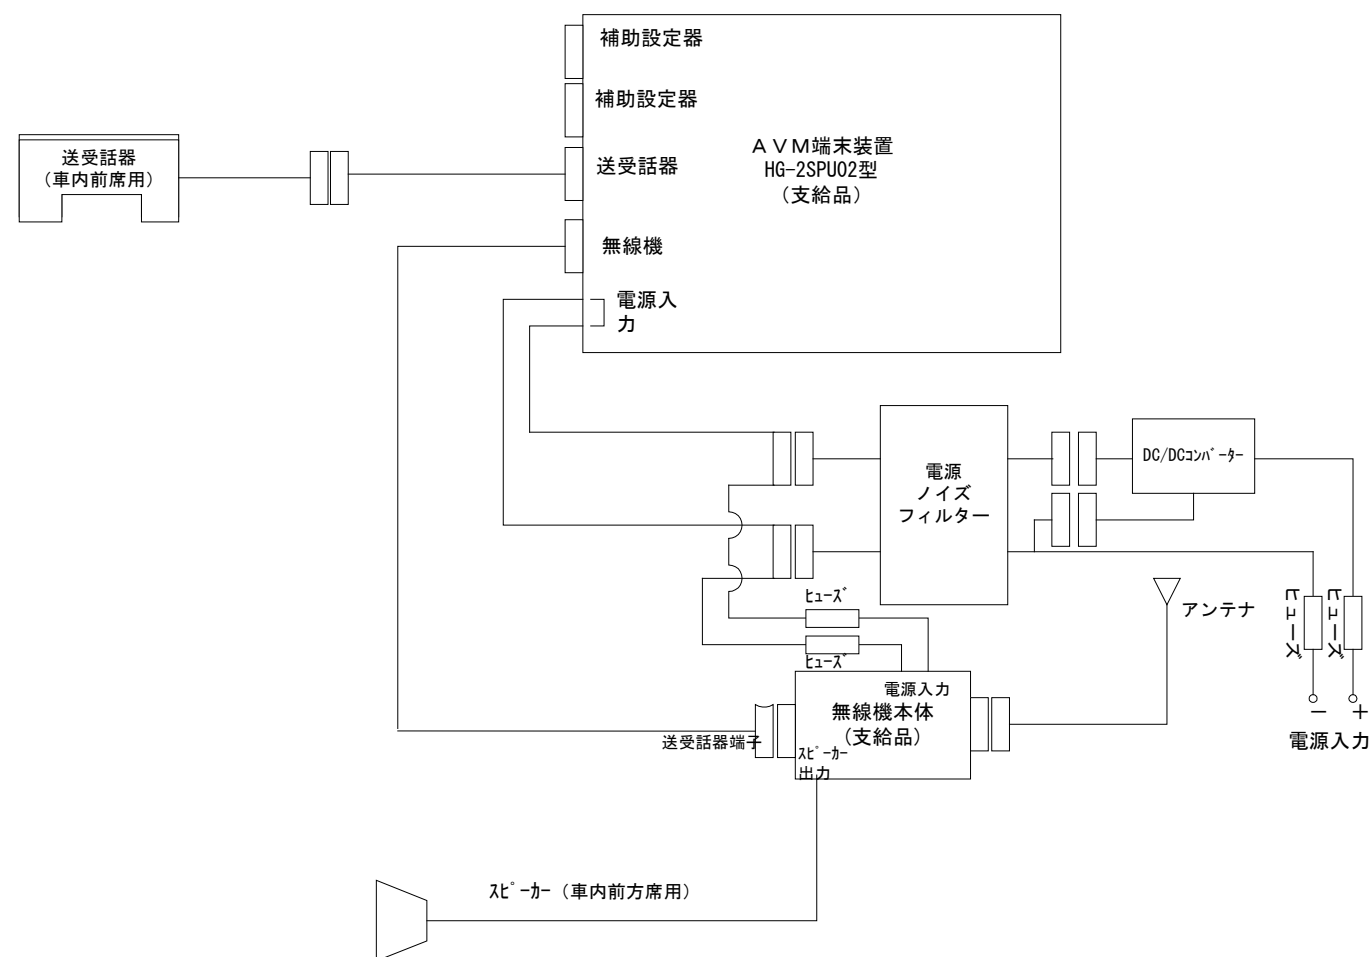 補助設定器
補助設定器
送受話器
(車内前席用)
送受話器
AVM端末装置
HG-2SPU02型
(支給品)
無線機
電源入
力
電源
ノイズ
フィルター
DC/DCｺﾝﾊﾞｰﾀｰ
ﾋｭｰｽﾞ
ﾋｭｰｽﾞ
アンテナ
ヒューズ
ヒューズ
電源入力
無線機本体
(支給品)
送受話器端子
ｽﾋﾟｰｶｰ
出力
－
＋
電源入力
ｽﾋﾟｰｶｰ (車内前方席用)